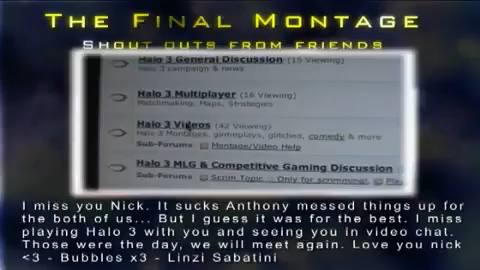 The Final Montage
Shout outs from friends
Halo 3 General Discussion (15 Viewing)
Halo 3 campaign & news
Halo 3 Multiplayer (16 Viewing)
Matchmaking, Maps, Strategies
Halo 3 Videos (42 Viewing)
Halo 3 Montages, gameplays, glitches, comedy & more
Sub-Forums: Montage/Video Help
Halo 3 MLG & Competitive Gaming Discussion
Sub-Forums: Scrim Topic :: Only for scrimming!,
I miss you Nick. It sucks Anthony messed things up for
the both of us... But I guess it was for the best. I miss
playing Halo 3 with you and seeing you in video chat.
Those were the day, we will meet again. Love you nick
<3 - Bubbles x3 - Linzi Sabatini